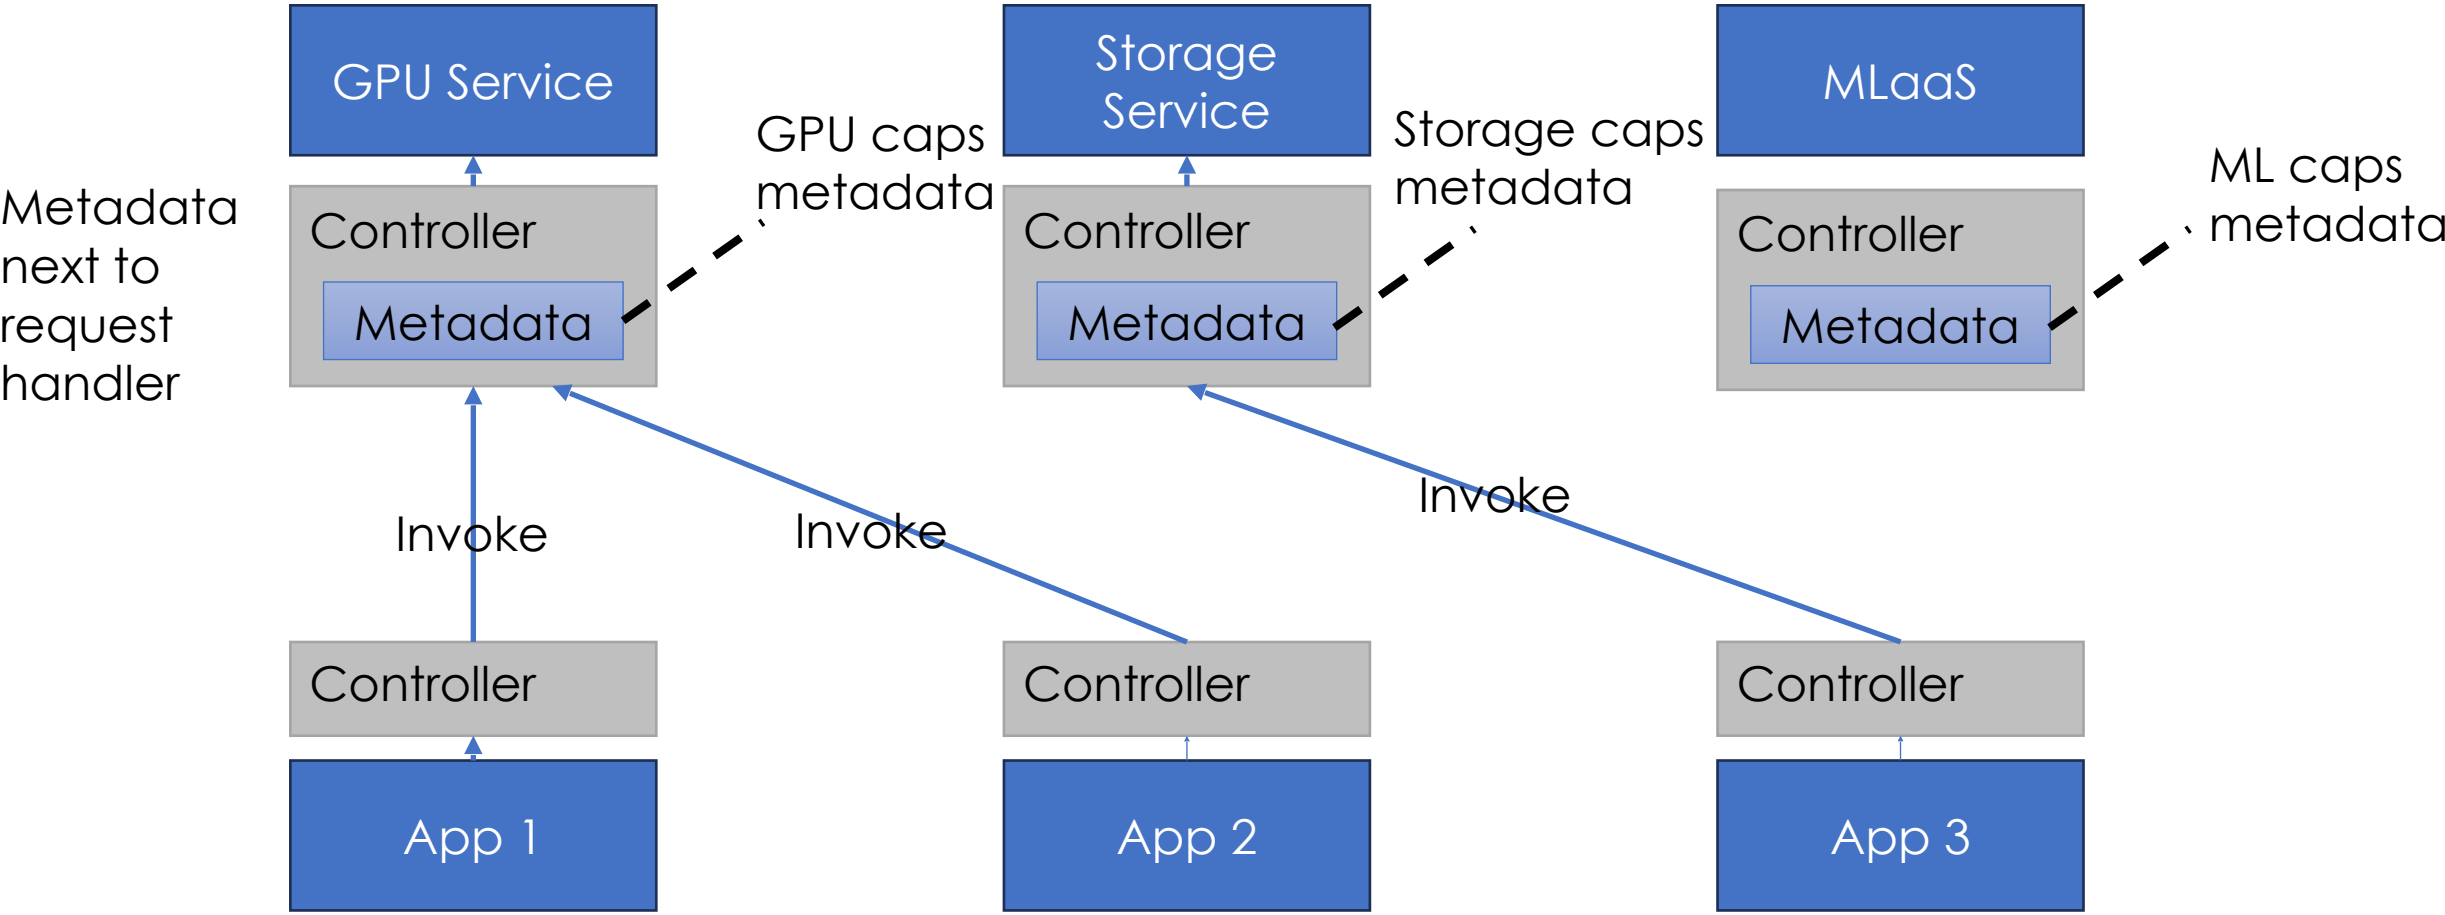 GPU Service
Storage
Service
MLaaS
GPU caps
metadata
Storage caps
metadata
ML caps
metadata
Metadata
next to
request
handler
Controller
Metadata
Controller
Metadata
Controller
Metadata
Invoke
Invoke
Invoke
Controller
Controller
Controller
App 1
App 2
App 3